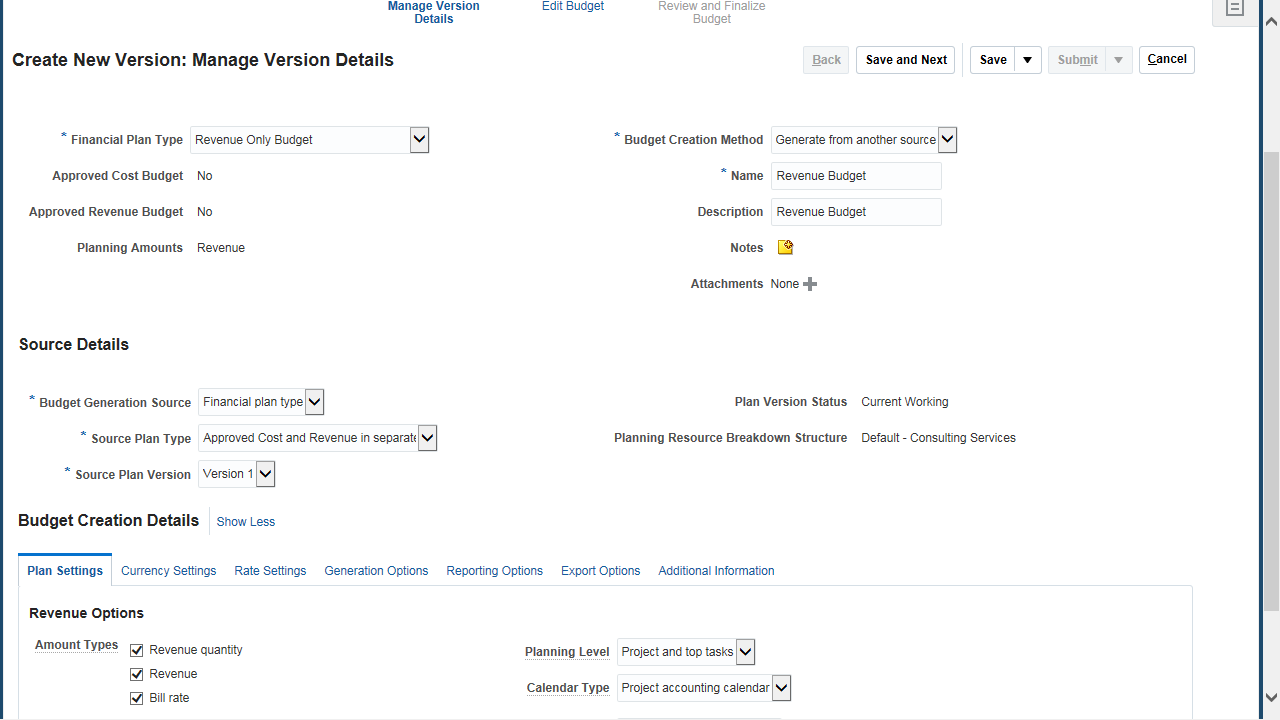 Manage Version
Details
Edit Budget
Review and Finalize
Budget
Create New Version: Manage Version Details
Back
Save and Next
Save
Submit
Cancel
* Financial Plan Type Revenue Only Budget
Approved Cost Budget No
Approved Revenue Budget No
Planning Amounts Revenue
* Budget Creation Method Generate from another source
* Name Revenue Budget
Description Revenue Budget
Notes
Attachments None
Source Details
* Budget Generation Source Financial plan type
* Source Plan Type Approved Cost and Revenue in separate
* Source Plan Version Version 1
Plan Version Status Current Working
Planning Resource Breakdown Structure Default - Consulting Services
Budget Creation Details Show Less
Plan Settings Currency Settings Rate Settings Generation Options Reporting Options Export Options Additional Information
Revenue Options
Amount Types
Revenue quantity
Revenue
Bill rate
Planning Level Project and top tasks
Calendar Type Project accounting calendar